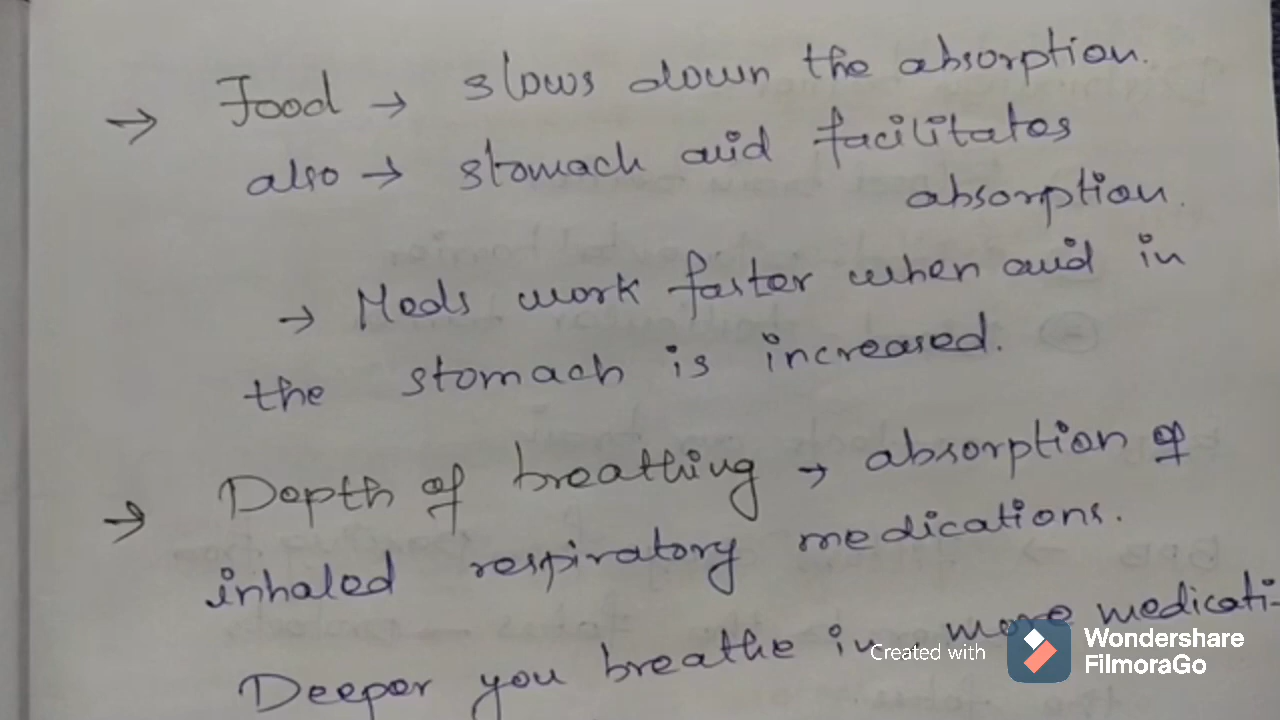 → Food → slows down the absorption.
also → stomach acid facilitates
absorption.
→ Meds work faster when acid in
the stomach is increased.
→ Depth of breathing → absorption of
inhaled respiratory medications.
Deeper you breathe in, more medicati-
Created with Wondershare FilmoraGo